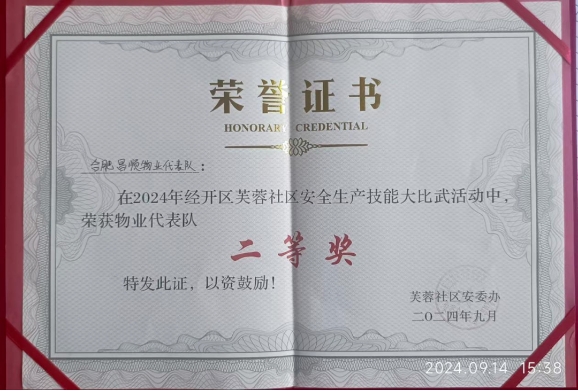 荣誉证书
HONORARY CREDENTIAL
合肥昌顺物业代表队：
在2024年经开区芙蓉社区安全生产技能大比武活动中，
荣获物业代表队
二等奖
特发此证，以资鼓励！
芙蓉社区安委办
二〇二四年九月
2024.09.14 15:38